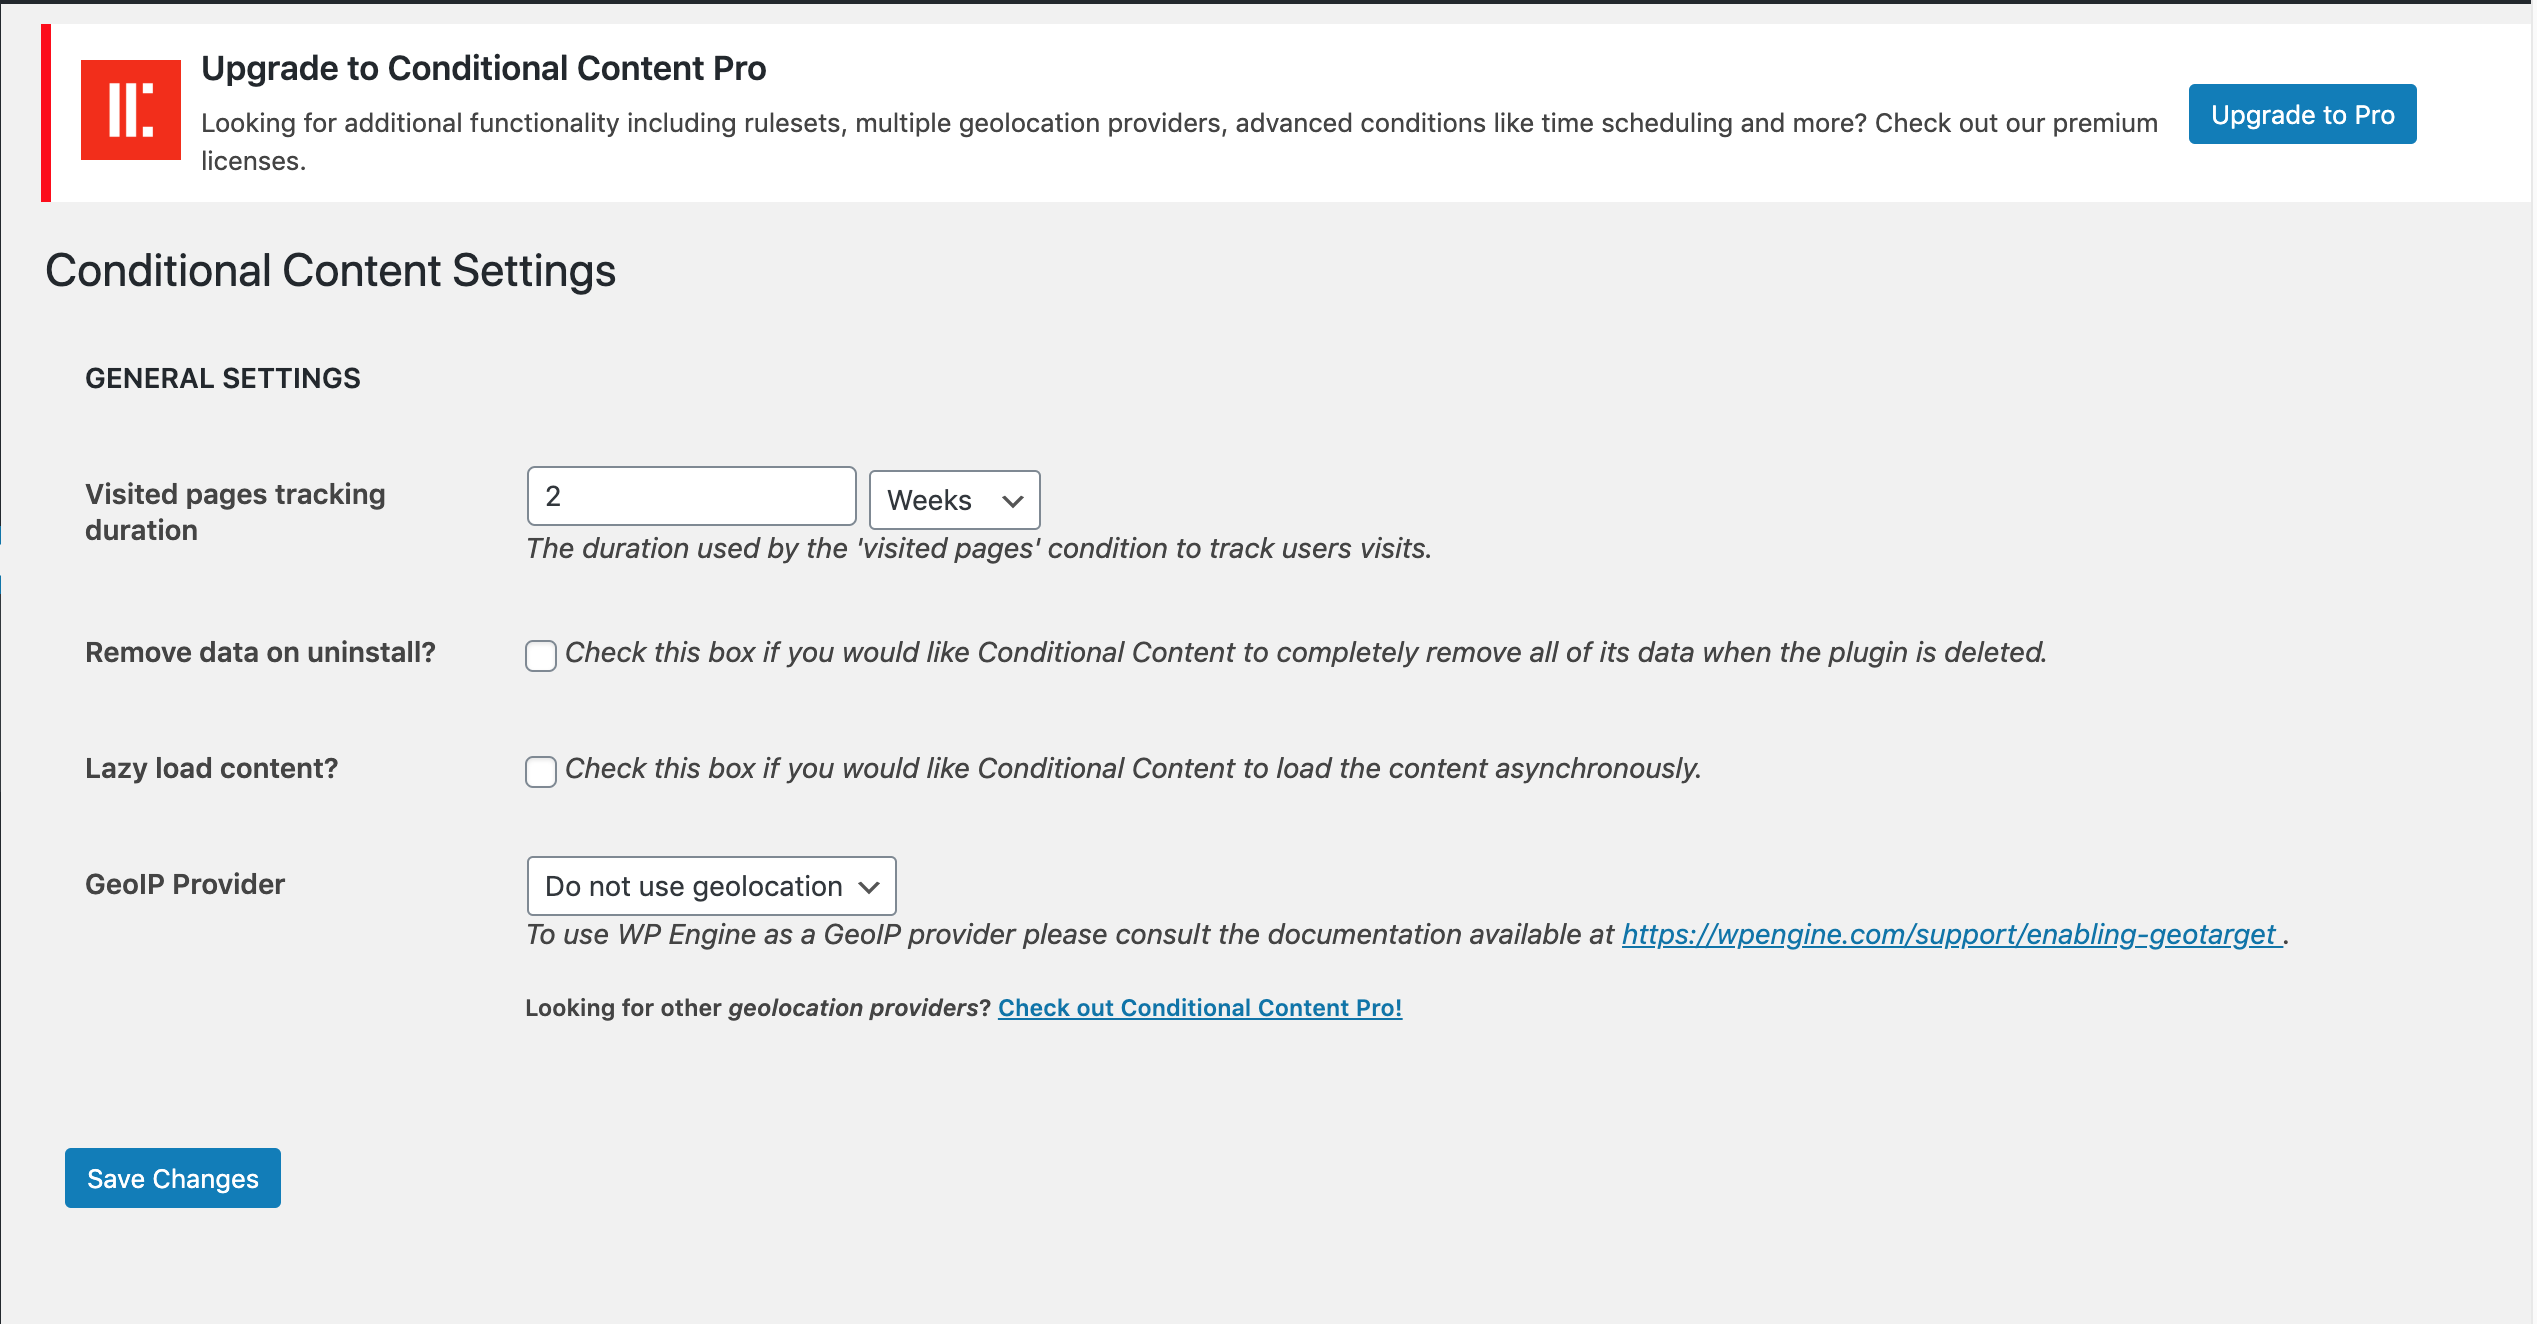 Upgrade to Conditional Content Pro
Looking for additional functionality including rulesets, multiple geolocation providers, advanced conditions like time scheduling and more? Check out our premium
licenses.
Upgrade to Pro
Conditional Content Settings
GENERAL SETTINGS
Visited pages tracking
duration
2
Weeks
The duration used by the 'visited pages' condition to track users visits.
Remove data on uninstall?
Check this box if you would like Conditional Content to completely remove all of its data when the plugin is deleted.
Lazy load content?
Check this box if you would like Conditional Content to load the content asynchronously.
GeoIP Provider
Do not use geolocation
To use WP Engine as a GeoIP provider please consult the documentation available at https://wpengine.com/support/enabling-geotarget .
Looking for other geolocation providers? Check out Conditional Content Pro!
Save Changes